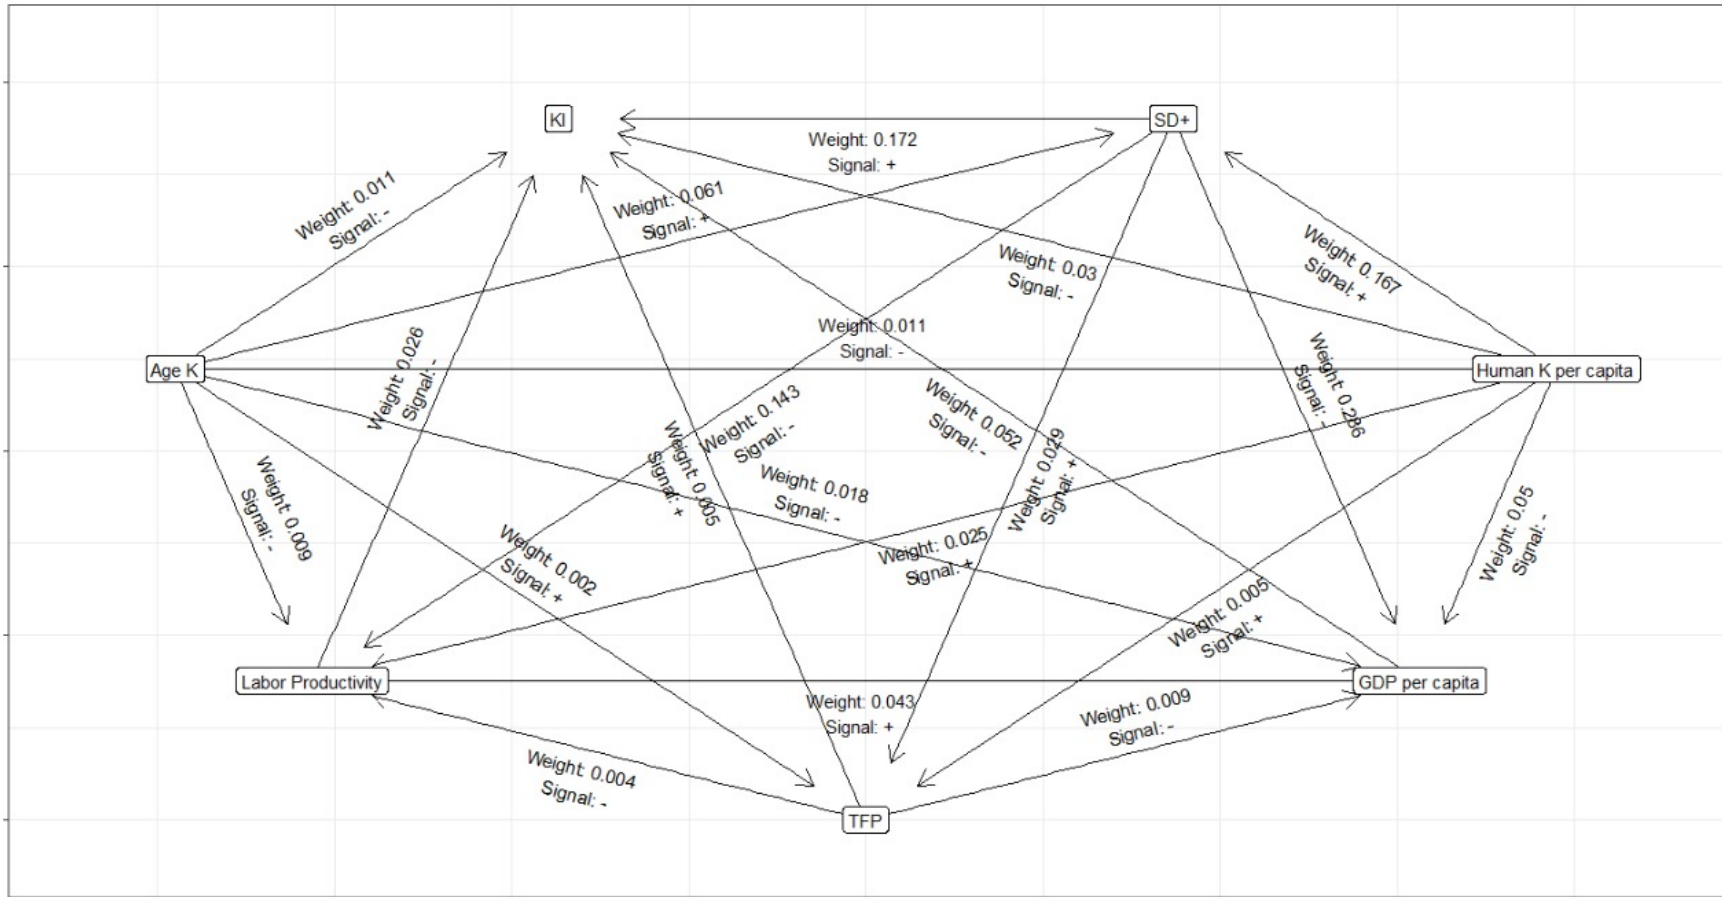 KI
SD+
Weight: 0.172
Signal: +
Weight: 0.011
Signal: -
Weight: 0.061
Signal: +
Weight: 0.03
Signal: -
Weight: 0.167
Signal: +
Weight: 0.011
Signal: -
Age K
Human K per capita
Weight: 0.026
Signal: -
Weight: 0.286
Signal: -
Weight: 0.143
Signal: -
Weight: 0.052
Signal: -
Weight: 0.005
Signal: +
Weight: 0.029
Signal: +
Weight: 0.018
Signal: -
Weight: 0.009
Signal: -
Weight: 0.05
Signal: -
Weight: 0.002
Signal: +
Weight: 0.025
Signal: +
Weight: 0.005
Signal: +
Labor Productivity
GDP per capita
Weight: 0.043
Signal: +
Weight: 0.009
Signal: -
Weight: 0.004
Signal: -
TFP